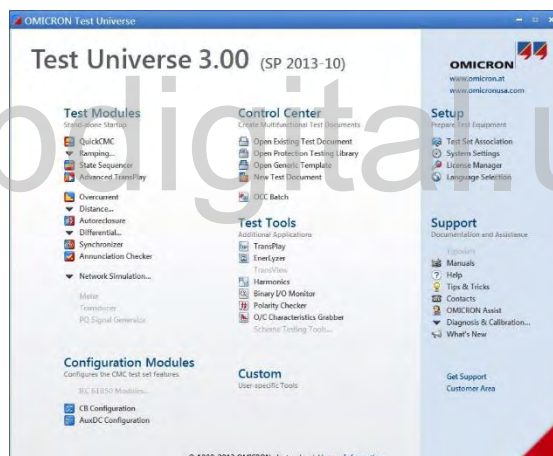 OMICRON Test Universe
Test Universe 3.00 (SP 2013-10)
OMICRON
www.omicron.at
www.omicronusa.com
Test Modules
Stand-alone Startup
QuickCMC
Ramping...
State Sequencer
Advanced TransPlay
Overcurrent
Distance...
Autoreclosure
Differential...
Synchronizer
Annunciation Checker
Network Simulation...
Meter
Transducer
PQ Signal Generator
Configuration Modules
Configures the CMC test set features
IEC 61850 Modules...
CB Configuration
AuxDC Configuration
Control Center
Create Multifunctional Test Documents
Open Existing Test Document
Open Protection Testing Library
Open Generic Template
New Test Document
OCC Batch
Test Tools
Additional Applications
TransPlay
EnerLyzer
TransView
Harmonics
Binary I/O Monitor
Polarity Checker
O/C Characteristics Grabber
Scheme Testing Tools...
Custom
User-specific Tools
Setup
Prepare Test Equipment
Test Set Association
System Settings
License Manager
Language Selection
Support
Documentation and Assistance
Manuals
Help
Tips & Tricks
Contacts
OMICRON Assist
Diagnosis & Calibration...
What's New
Get Support
Customer Area
odigital.u